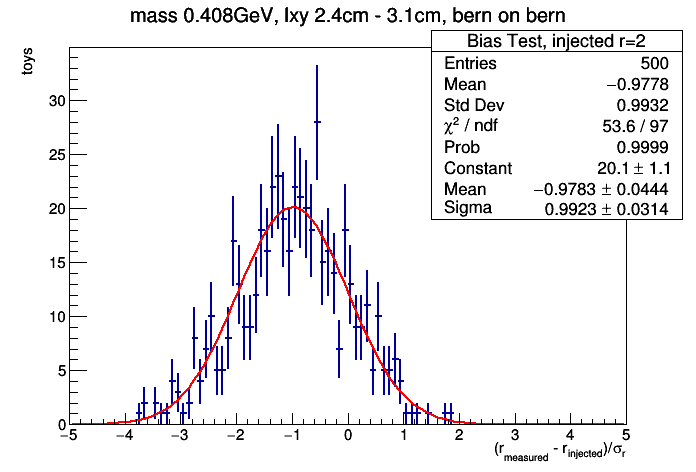 mass 0.408GeV, lxy 2.4cm - 3.1cm, bern on bern
toys
Bias Test, injected r=2
Entries 500
Mean −0.9778
Std Dev 0.9932
χ² / ndf 53.6 / 97
Prob 0.9999
Constant 20.1 ± 1.1
Mean −0.9783 ± 0.0444
Sigma 0.9923 ± 0.0314
30
25
20
15
10
5
0
−5 −4 −3 −2 −1 0 1 2 3 4 5
(r_measured - r_injected)/σ_r